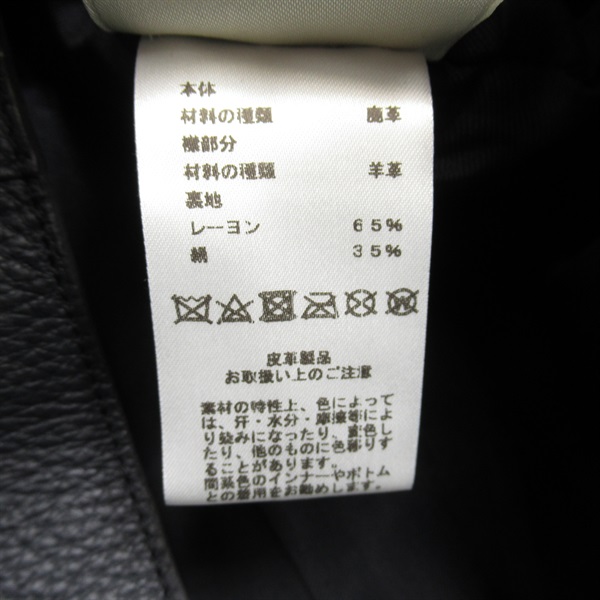 本体
材料の種類 鹿革
襟部分
材料の種類 羊革
裏地
レーヨン 65%
絹 35%
皮革製品
お取扱い上のご注意
素材の特性上、色によって
は、汗・水分・摩擦等によ
り染みになったり、変色し
たり、他のものに色移りす
ることがあります。
同系色のインナーやボトム
との着用をお勧めします。